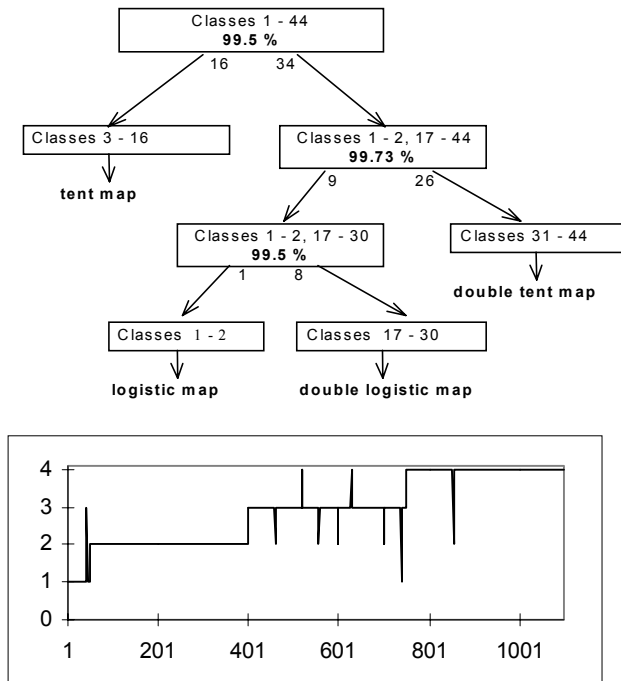 Classes 1 - 44
99.5 %
16 34
Classes 3 - 16
Classes 1 - 2, 17 - 44
99.73 %
tent map
9 26
Classes 1 - 2, 17 - 30
99.5 %
Classes 31 - 44
1 8
double tent map
Classes 1 - 2
Classes 17 - 30
logistic map
double logistic map
4
3
2
1
0
1 201 401 601 801 1001